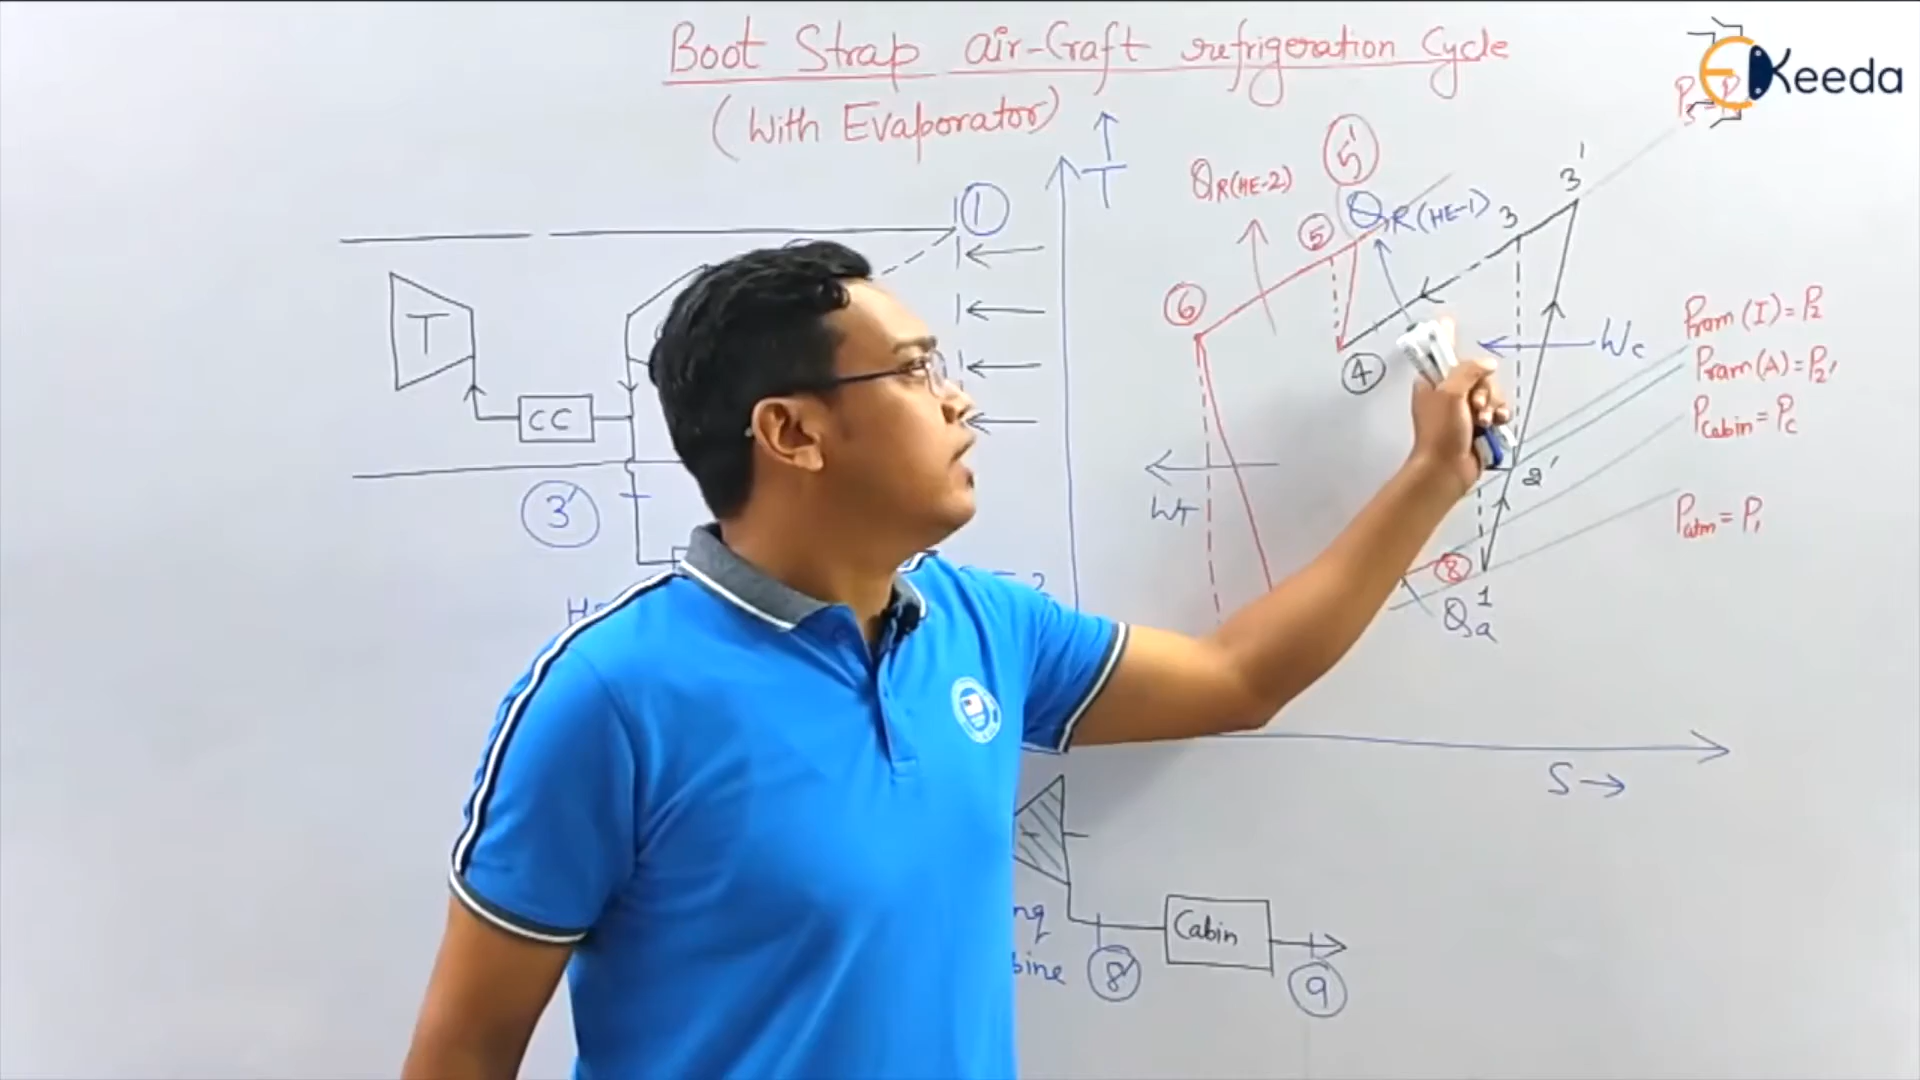 Boot Strap air-Craft refrigeration Cycle
(With Evaporator)
EKeeda
T
QR(HE-2)
5'
5
QR(HE-1)
3
3'
1
6
4
Wc
Pram (I) = P2
Pram (A) = P2'
Pcabin = Pc
Patm = P1
T
CC
3'
WT
2'
8
1
Qa
S →
Cabin
8'
9